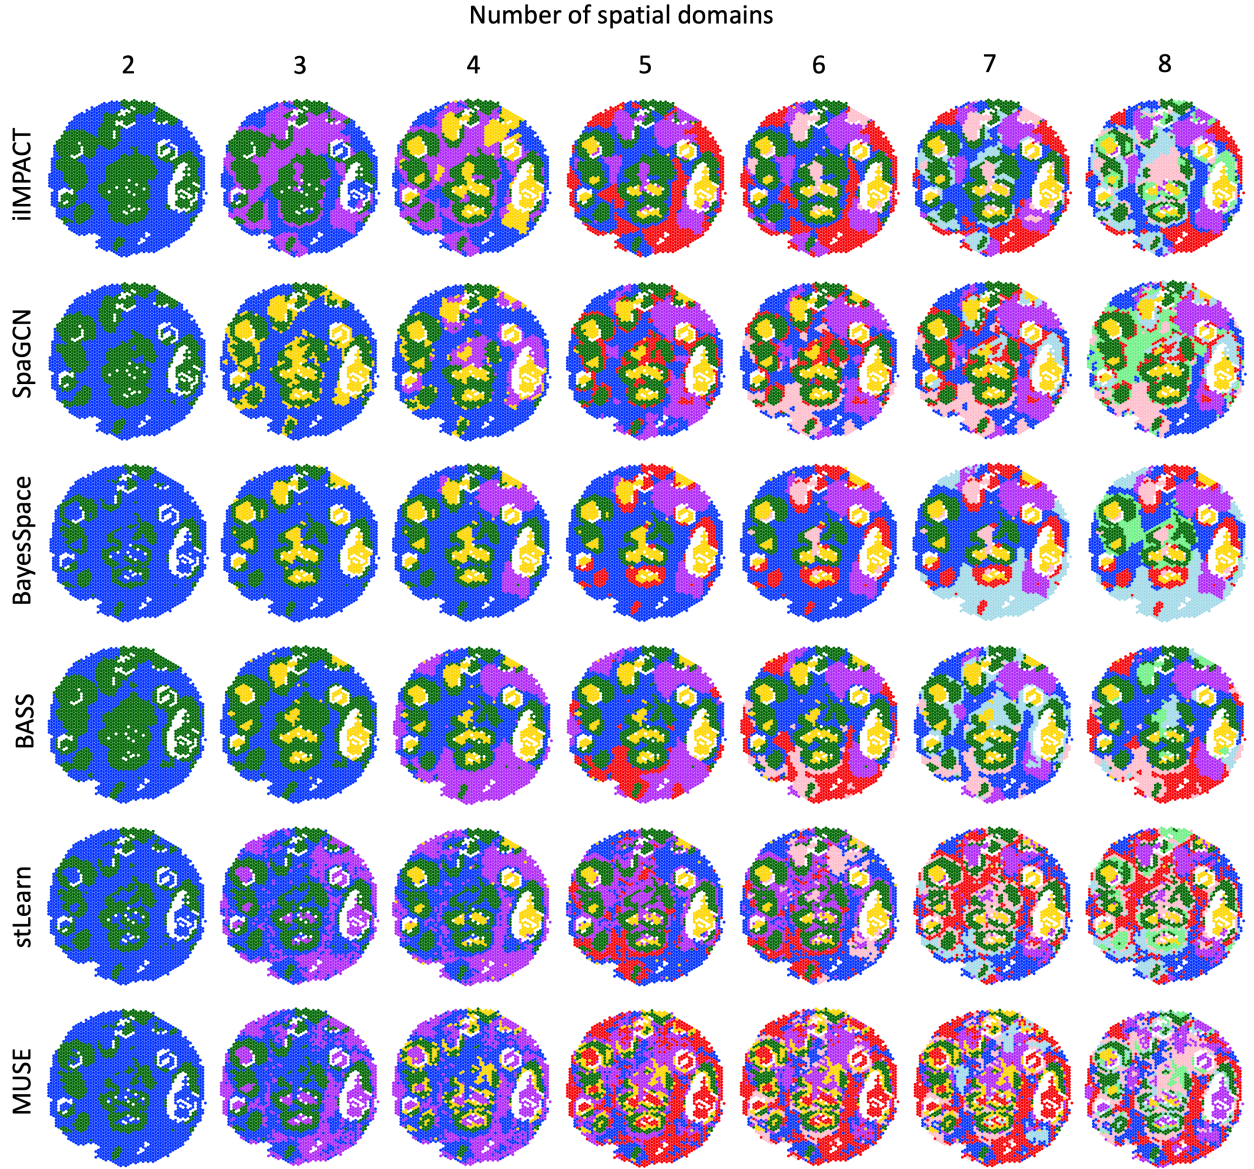 Number of spatial domains
2 3 4 5 6 7 8
iIMPACT
SpaGCN
BayesSpace
BASS
stLearn
MUSE